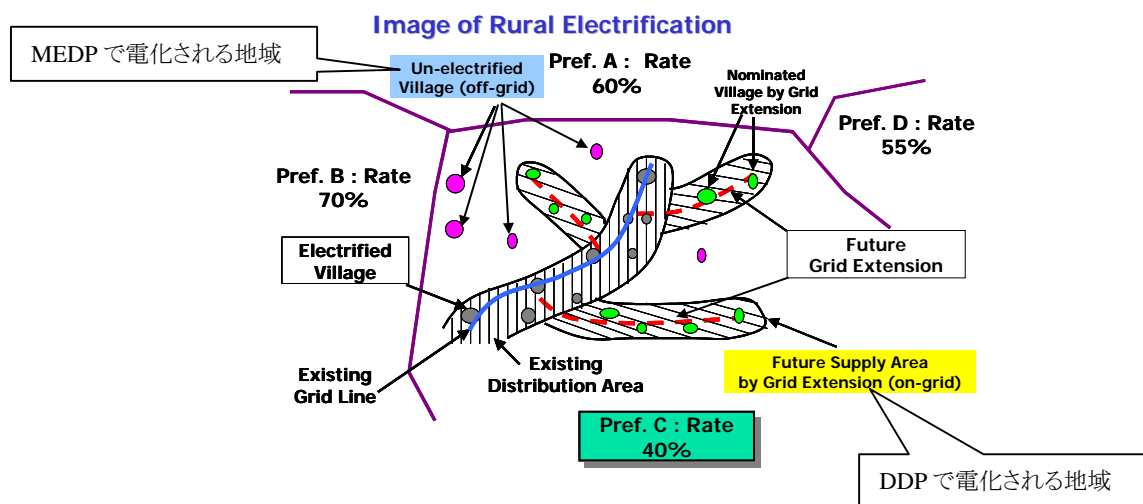 Image of Rural Electrification
MEDP で電化される地域
Un-electrified
Village (off-grid)
Pref. A : Rate
60%
Nominated
Village by Grid
Extension
Pref. D : Rate
55%
Pref. B : Rate
70%
Electrified
Village
Future
Grid Extension
Existing
Grid Line
Existing
Distribution Area
Future Supply Area
by Grid Extension (on-grid)
Pref. C : Rate
40%
DDP で電化される地域